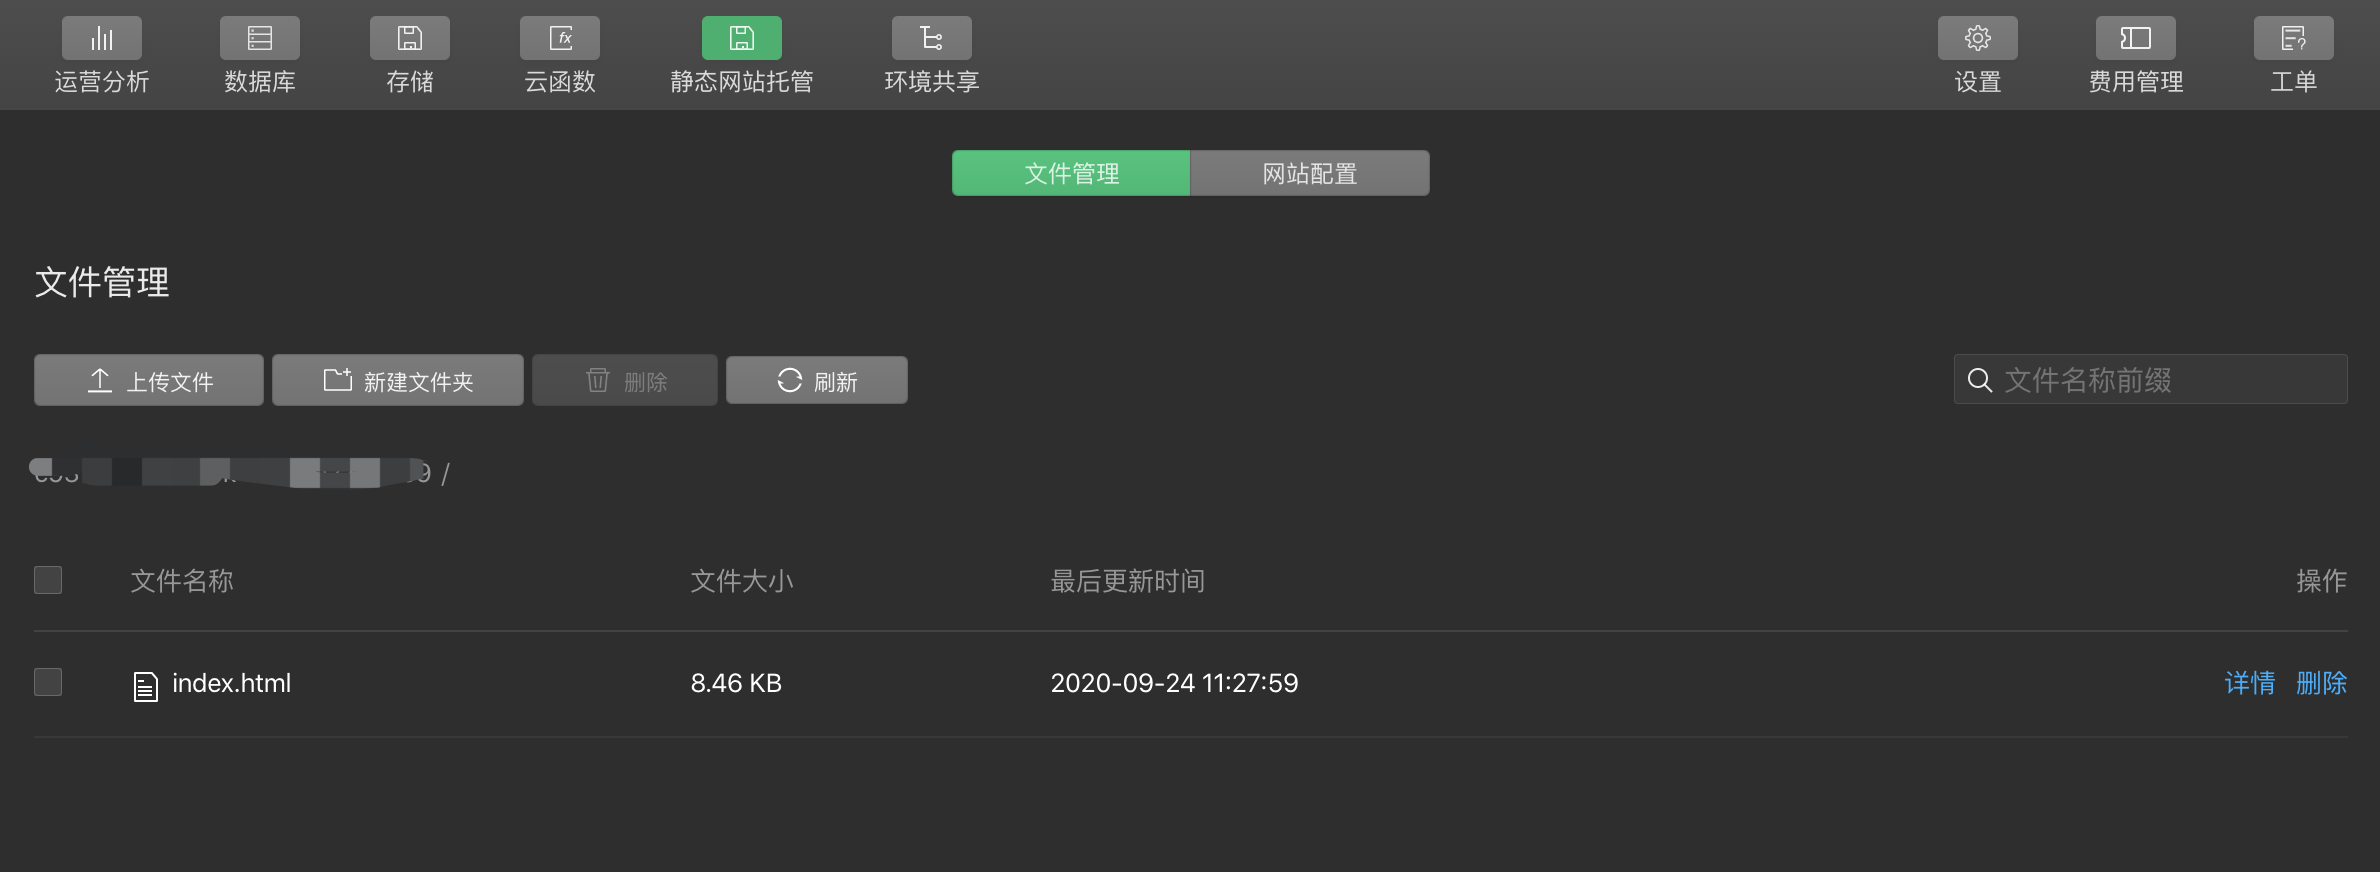 运营分析 数据库 存储 云函数 静态网站托管 环境共享 设置 费用管理 工单
文件管理 网站配置
文件管理
上传文件 新建文件夹 删除 刷新 文件名称前缀
/
文件名称 文件大小 最后更新时间 操作
index.html 8.46 KB 2020-09-24 11:27:59 详情 删除